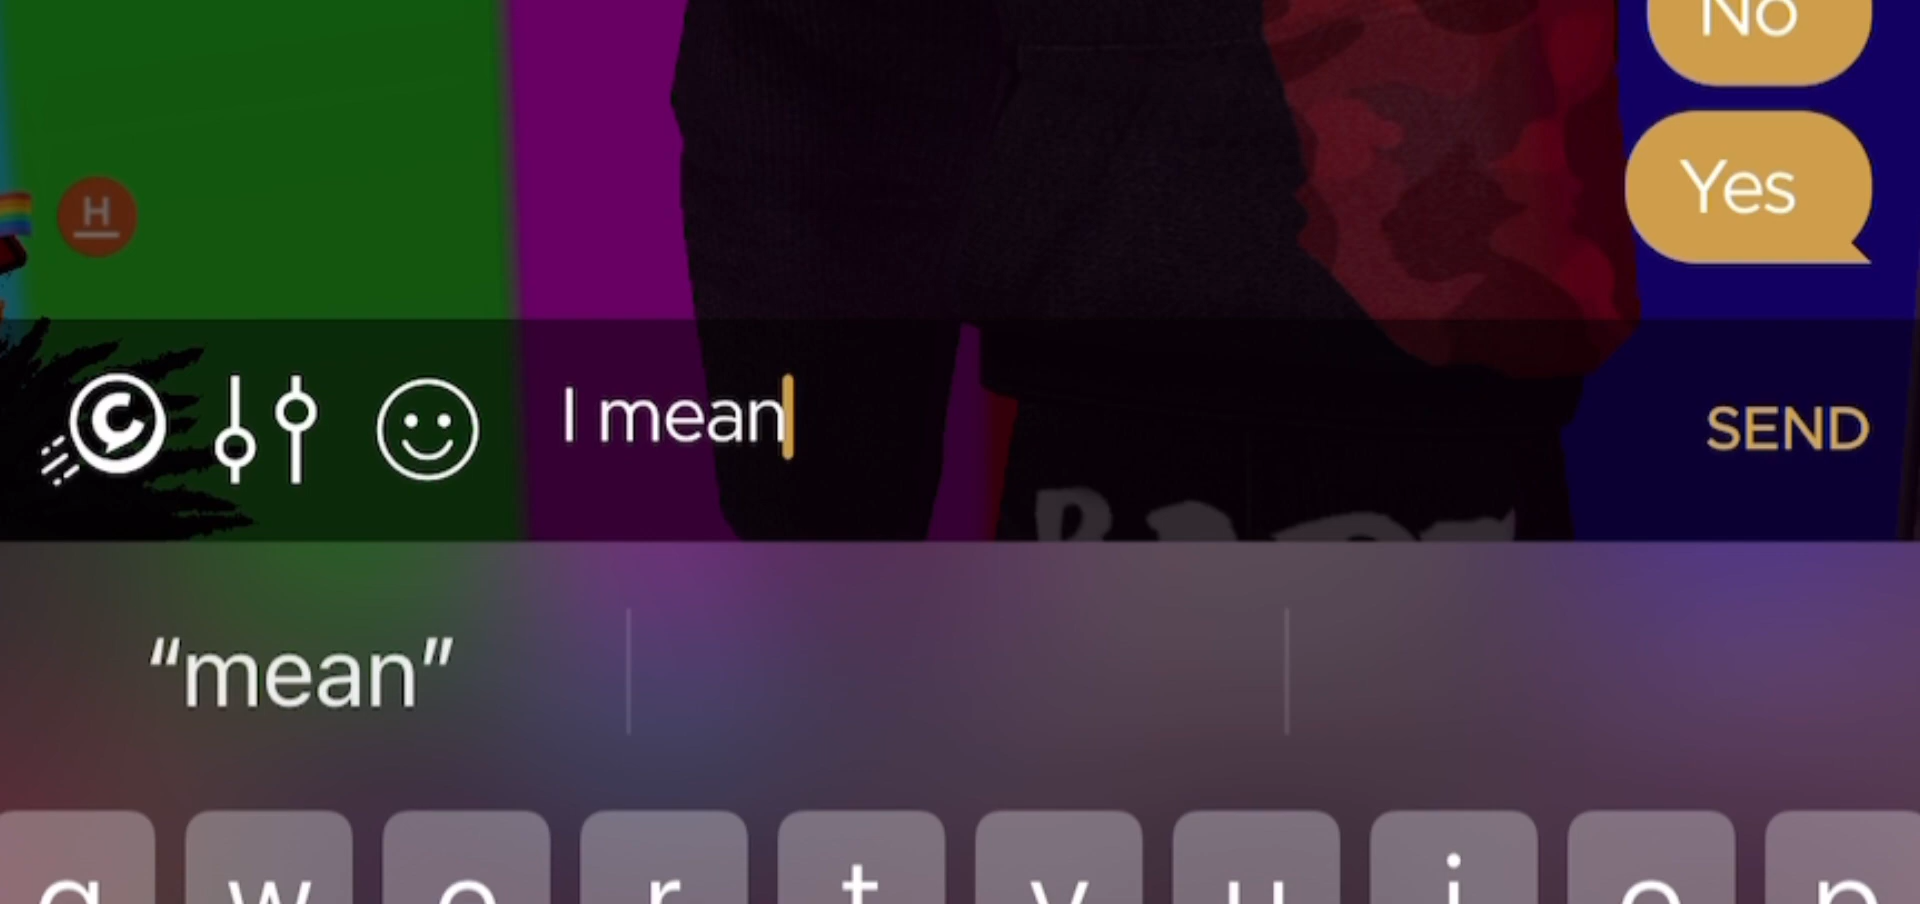 No
Yes
H
I mean
SEND
“mean”
q w e r t y u i o p